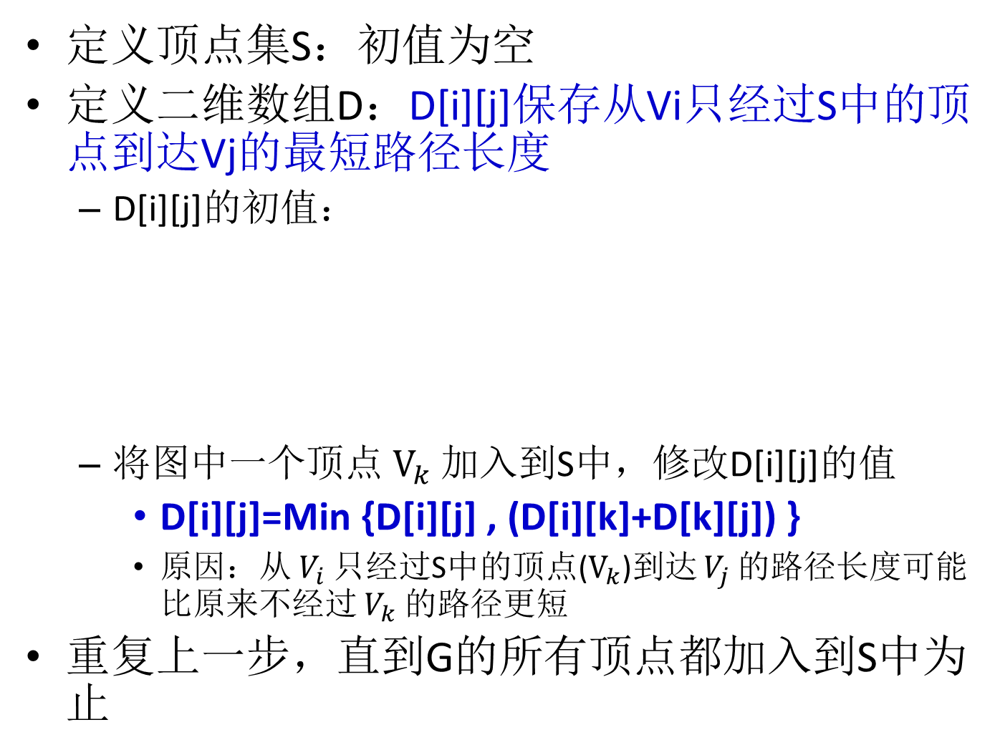 • 定义顶点集S：初值为空
• 定义二维数组D：D[i][j]保存从Vi只经过S中的顶
点到达Vj的最短路径长度
– D[i][j]的初值：
– 将图中一个顶点 V𝑘 加入到S中，修改D[i][j]的值
• D[i][j]=Min {D[i][j] , (D[i][k]+D[k][j]) }
• 原因：从 𝑉𝑖 只经过S中的顶点(V𝑘)到达 𝑉𝑗 的路径长度可能
比原来不经过 𝑉𝑘 的路径更短
• 重复上一步，直到G的所有顶点都加入到S中为
止